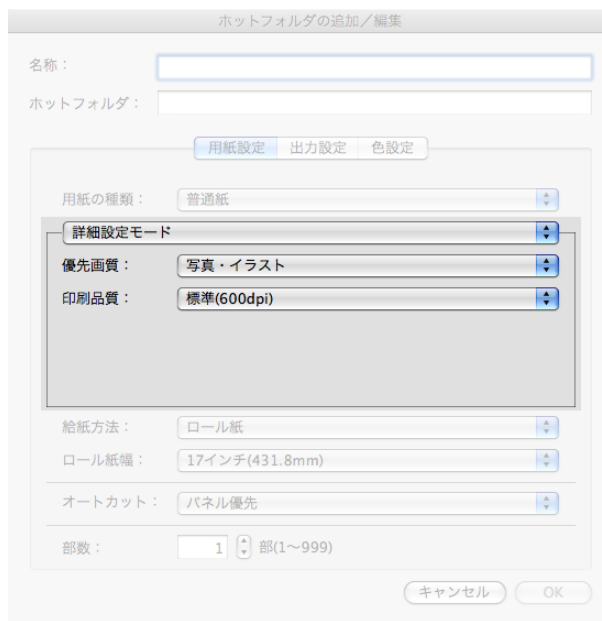 ホットフォルダの追加／編集
名称：
ホットフォルダ：
用紙設定 出力設定 色設定
用紙の種類： 普通紙
詳細設定モード
優先画質： 写真・イラスト
印刷品質： 標準(600dpi)
給紙方法： ロール紙
ロール紙幅： 17インチ(431.8mm)
オートカット： パネル優先
部数： 1 部(1～999)
キャンセル OK